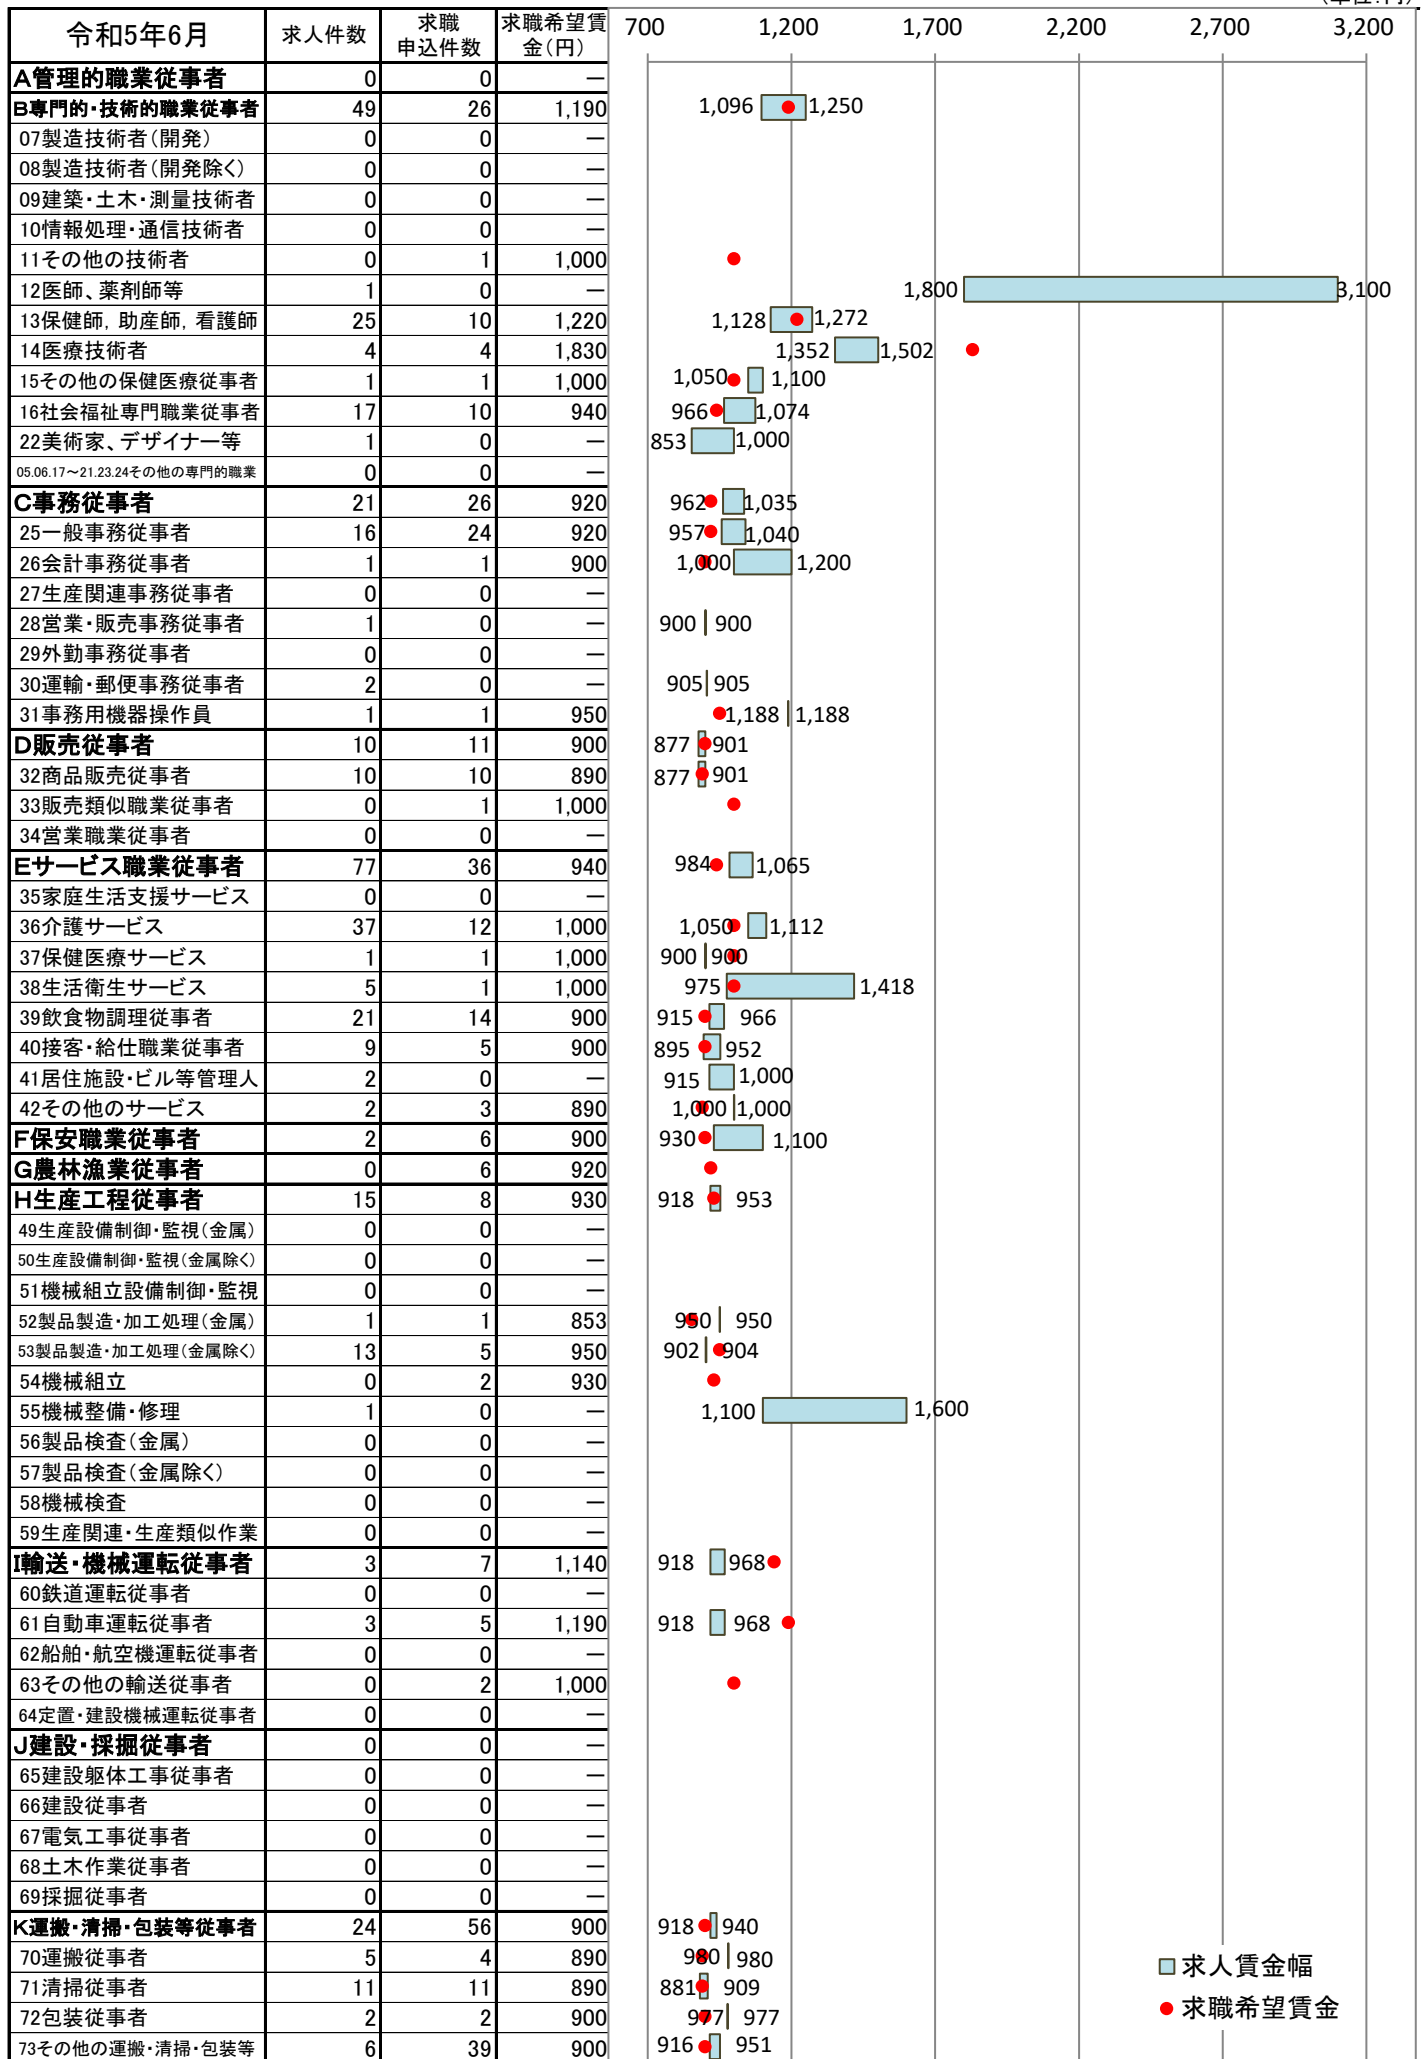 (単位:円)
令和5年6月 求人件数 求職申込件数 求職希望賃金(円) 700 1,200 1,700 2,200 2,700 3,200
A管理的職業従事者 0 0 ―
B専門的・技術的職業従事者 49 26 1,190 1,096 1,250
07製造技術者(開発) 0 0 ―
08製造技術者(開発除く) 0 0 ―
09建築・土木・測量技術者 0 0 ―
10情報処理・通信技術者 0 0 ―
11その他の技術者 0 1 1,000
12医師、薬剤師等 1 0 ― 1,800 3,100
13保健師, 助産師, 看護師 25 10 1,220 1,128 1,272
14医療技術者 4 4 1,830 1,352 1,502
15その他の保健医療従事者 1 1 1,000 1,050 1,100
16社会福祉専門職業従事者 17 10 940 966 1,074
22美術家、デザイナー等 1 0 ― 853 1,000
05.06.17～21.23.24その他の専門的職業 0 0 ―
C事務従事者 21 26 920 962 1,035
25一般事務従事者 16 24 920 957 1,040
26会計事務従事者 1 1 900 1,000 1,200
27生産関連事務従事者 0 0 ―
28営業・販売事務従事者 1 0 ― 900 900
29外勤事務従事者 0 0 ―
30運輸・郵便事務従事者 2 0 ― 905 905
31事務用機器操作員 1 1 950 1,188 1,188
D販売従事者 10 11 900 877 901
32商品販売従事者 10 10 890 877 901
33販売類似職業従事者 0 1 1,000
34営業職業従事者 0 0 ―
Eサービス職業従事者 77 36 940 984 1,065
35家庭生活支援サービス 0 0 ―
36介護サービス 37 12 1,000 1,050 1,112
37保健医療サービス 1 1 1,000 900 900
38生活衛生サービス 5 1 1,000 975 1,418
39飲食物調理従事者 21 14 900 915 966
40接客・給仕職業従事者 9 5 900 895 952
41居住施設・ビル等管理人 2 0 ― 915 1,000
42その他のサービス 2 3 890 1,000 1,000
F保安職業従事者 2 6 900 930 1,100
G農林漁業従事者 0 6 920
H生産工程従事者 15 8 930 918 953
49生産設備制御・監視(金属) 0 0 ―
50生産設備制御・監視(金属除く) 0 0 ―
51機械組立設備制御・監視 0 0 ―
52製品製造・加工処理(金属) 1 1 853 950 950
53製品製造・加工処理(金属除く) 13 5 950 902 904
54機械組立 0 2 930
55機械整備・修理 1 0 ― 1,100 1,600
56製品検査(金属) 0 0 ―
57製品検査(金属除く) 0 0 ―
58機械検査 0 0 ―
59生産関連・生産類似作業 0 0 ―
I輸送・機械運転従事者 3 7 1,140 918 968
60鉄道運転従事者 0 0 ―
61自動車運転従事者 3 5 1,190 918 968
62船舶・航空機運転従事者 0 0 ―
63その他の輸送従事者 0 2 1,000
64定置・建設機械運転従事者 0 0 ―
J建設・採掘従事者 0 0 ―
65建設躯体工事従事者 0 0 ―
66建設従事者 0 0 ―
67電気工事従事者 0 0 ―
68土木作業従事者 0 0 ―
69採掘従事者 0 0 ―
K運搬・清掃・包装等従事者 24 56 900 918 940
70運搬従事者 5 4 890 980 980
71清掃従事者 11 11 890 881 909
72包装従事者 2 2 900 977 977
73その他の運搬・清掃・包装等 6 39 900 916 951
求人賃金幅
求職希望賃金